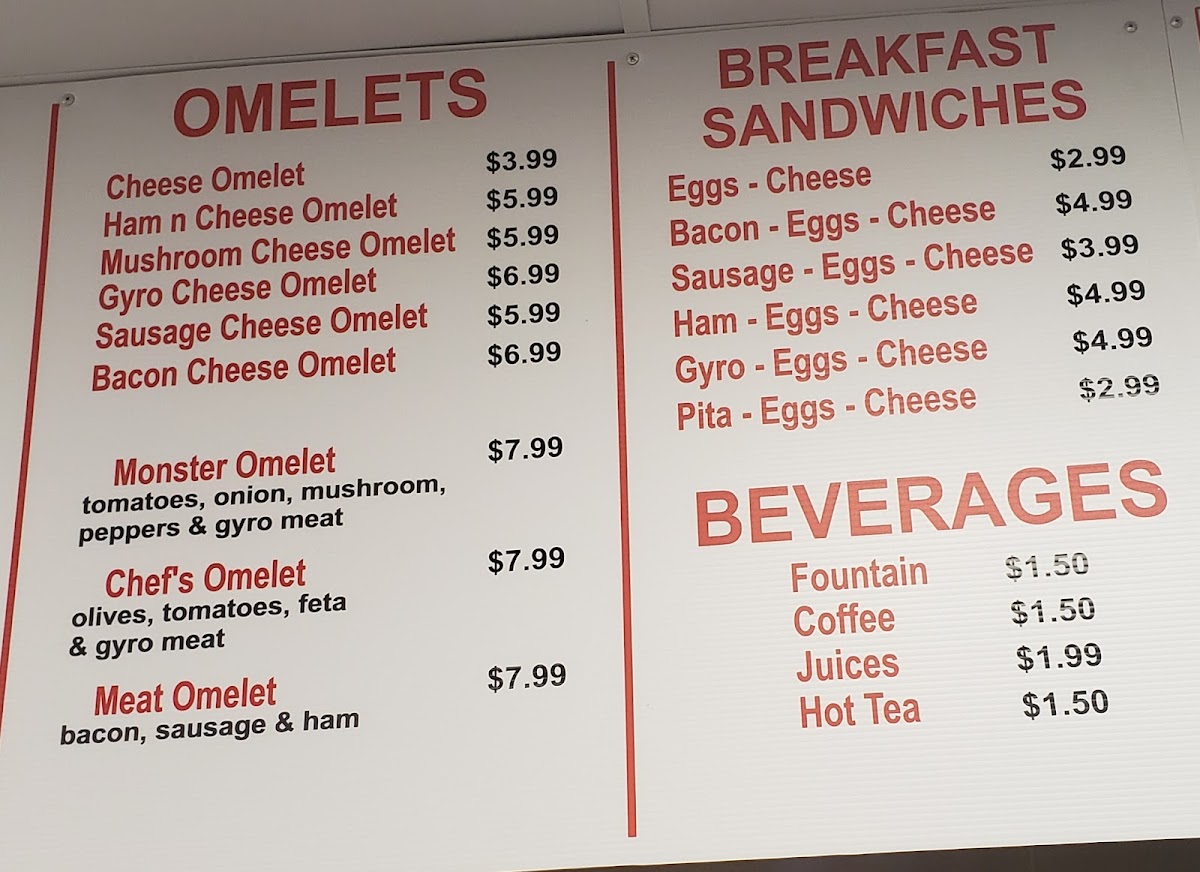 OMELETS
Cheese Omelet $3.99
Ham n Cheese Omelet $5.99
Mushroom Cheese Omelet $5.99
Gyro Cheese Omelet $6.99
Sausage Cheese Omelet $5.99
Bacon Cheese Omelet $6.99
Monster Omelet $7.99
tomatoes, onion, mushroom,
peppers & gyro meat
Chef's Omelet $7.99
olives, tomatoes, feta
& gyro meat
Meat Omelet $7.99
bacon, sausage & ham
BREAKFAST
SANDWICHES
Eggs - Cheese $2.99
Bacon - Eggs - Cheese $4.99
Sausage - Eggs - Cheese $3.99
Ham - Eggs - Cheese $4.99
Gyro - Eggs - Cheese $4.99
Pita - Eggs - Cheese $2.99
BEVERAGES
Fountain $1.50
Coffee $1.50
Juices $1.99
Hot Tea $1.50